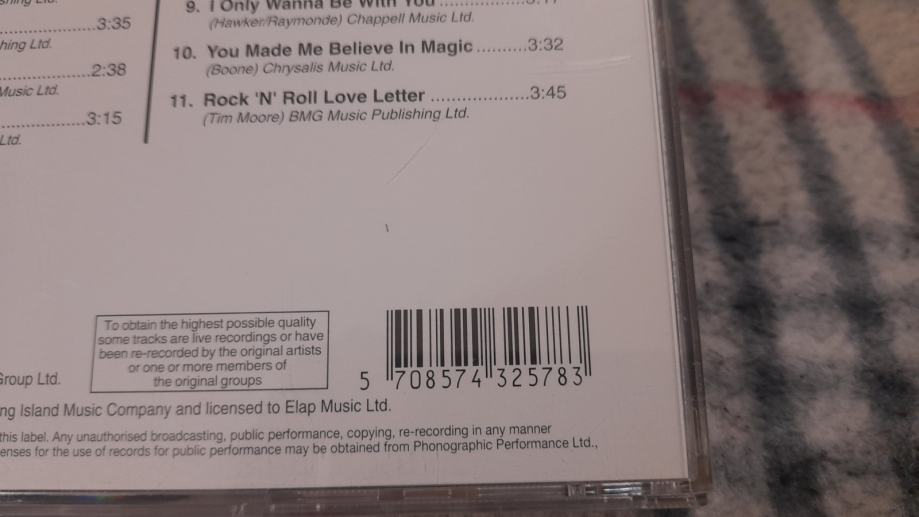 3:35
hing Ltd.
2:38
Music Ltd.
3:15
Ltd.
9. I Only Wanna Be With You
(Hawker/Raymonde) Chappell Music Ltd.
10. You Made Me Believe In Magic ..........3:32
(Boone) Chrysalis Music Ltd.
11. Rock 'N' Roll Love Letter ...................3:45
(Tim Moore) BMG Music Publishing Ltd.
To obtain the highest possible quality
some tracks are live recordings or have
been re-recorded by the original artists
or one or more members of
the original groups
5 708574 325783
Group Ltd.
ng Island Music Company and licensed to Elap Music Ltd.
this label. Any unauthorised broadcasting, public performance, copying, re-recording in any manner
enses for the use of records for public performance may be obtained from Phonographic Performance Ltd.,